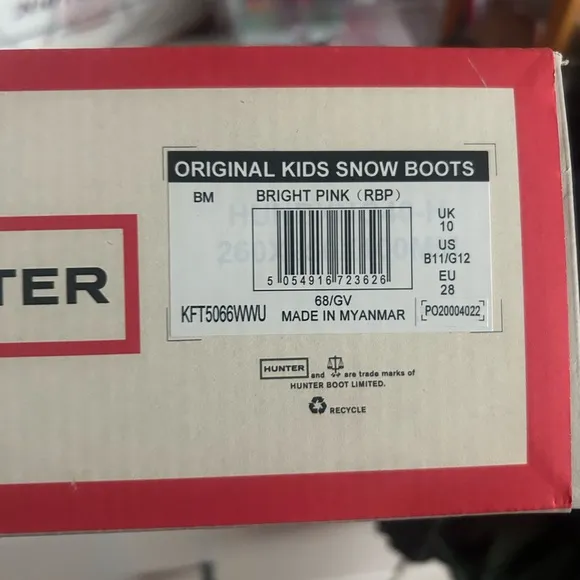 ORIGINAL KIDS SNOW BOOTS
BM BRIGHT PINK (RBP)
UK
10
US
B11/G12
EU
28
5 054916 723626
68/GV
KFT5066WWU MADE IN MYANMAR [PO20004022]
TER
HUNTER and are trade marks of
HUNTER BOOT LIMITED.
RECYCLE